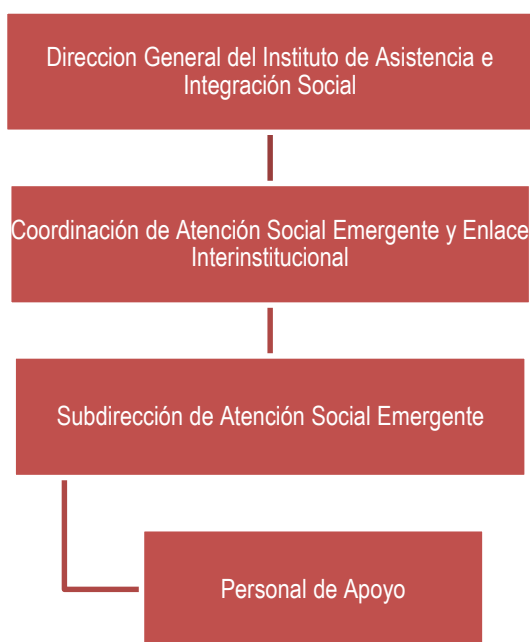 Direccion General del Instituto de Asistencia e
Integración Social
Coordinación de Atención Social Emergente y Enlace
Interinstitucional
Subdirección de Atención Social Emergente
Personal de Apoyo